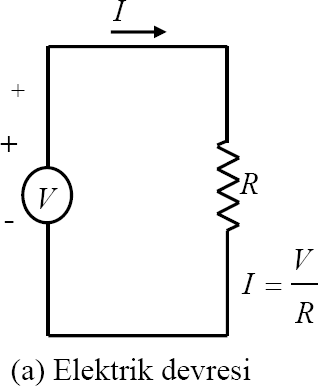 I
+
+
V
-
R
I = V/R
(a) Elektrik devresi